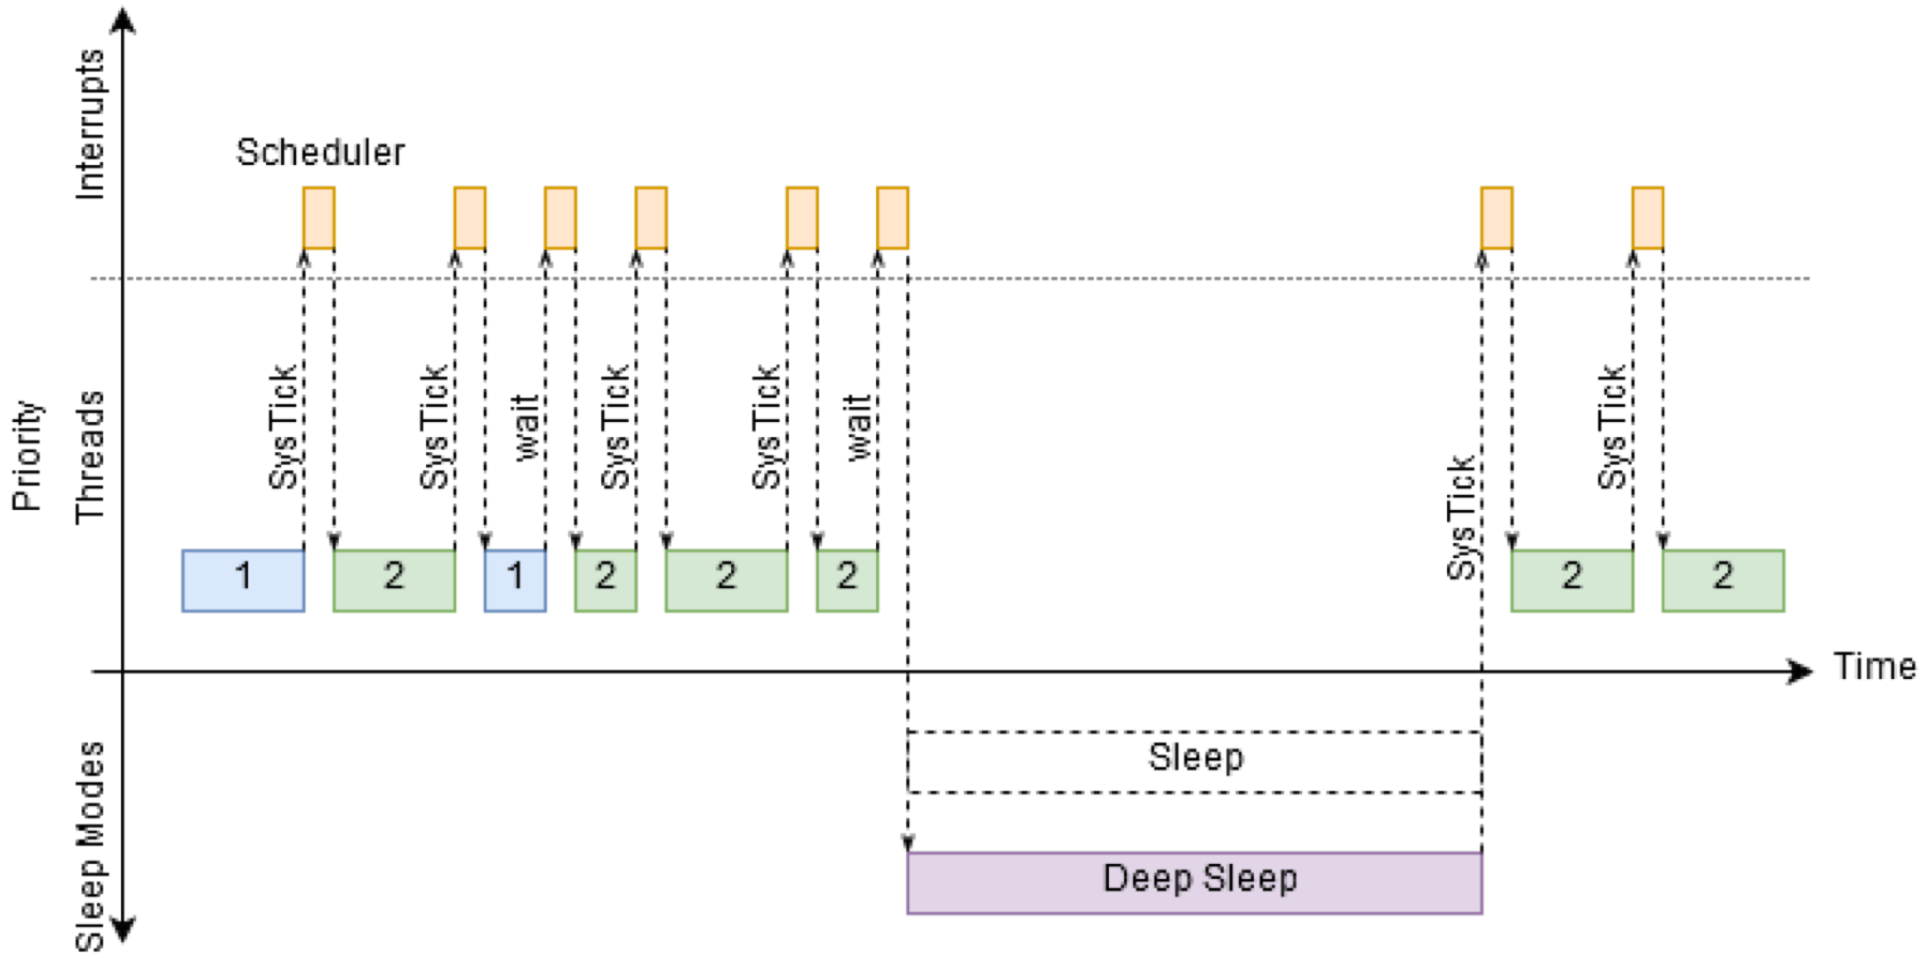 Interrupts
Scheduler
Priority
Threads
SysTick
SysTick
wait
SysTick
SysTick
wait
SysTick
SysTick
1
2
1
2
2
2
2
2
Time
Sleep Modes
Sleep
Deep Sleep